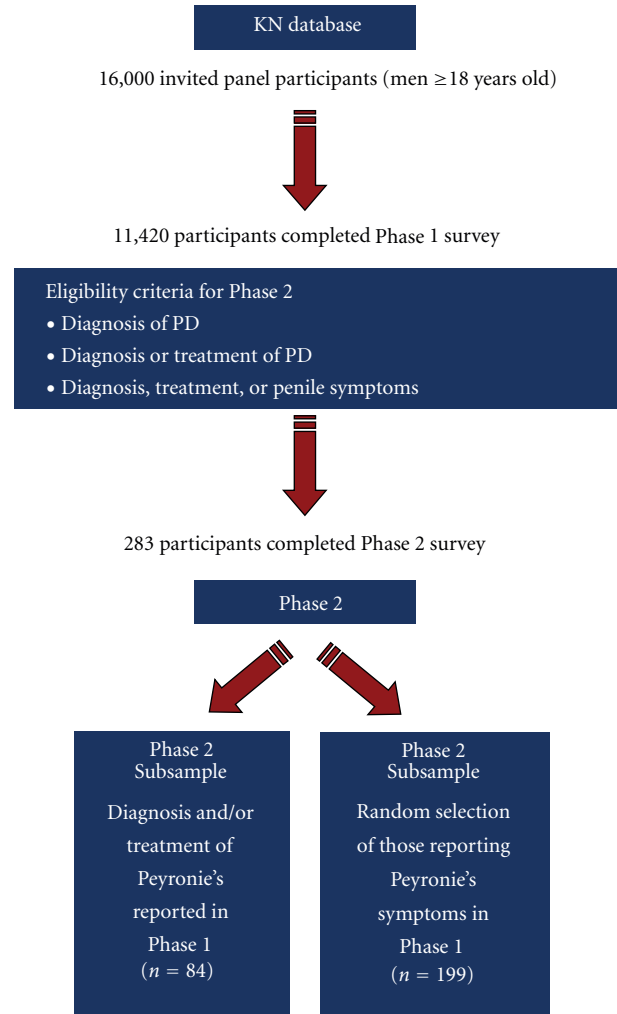 KN database
16,000 invited panel participants (men ≥18 years old)
11,420 participants completed Phase 1 survey
Eligibility criteria for Phase 2
• Diagnosis of PD
• Diagnosis or treatment of PD
• Diagnosis, treatment, or penile symptoms
283 participants completed Phase 2 survey
Phase 2
Phase 2
Subsample
Diagnosis and/or
treatment of
Peyronie's
reported in
Phase 1
(n = 84)
Phase 2
Subsample
Random selection
of those reporting
Peyronie's
symptoms in
Phase 1
(n = 199)